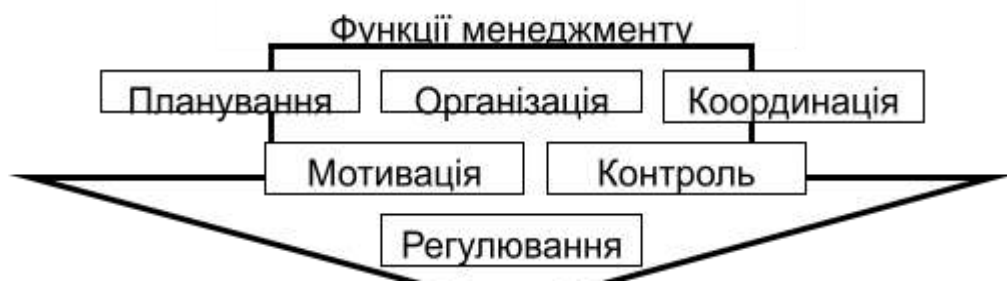 Функції менеджменту
Планування Організація Координація
Мотивація Контроль
Регулювання